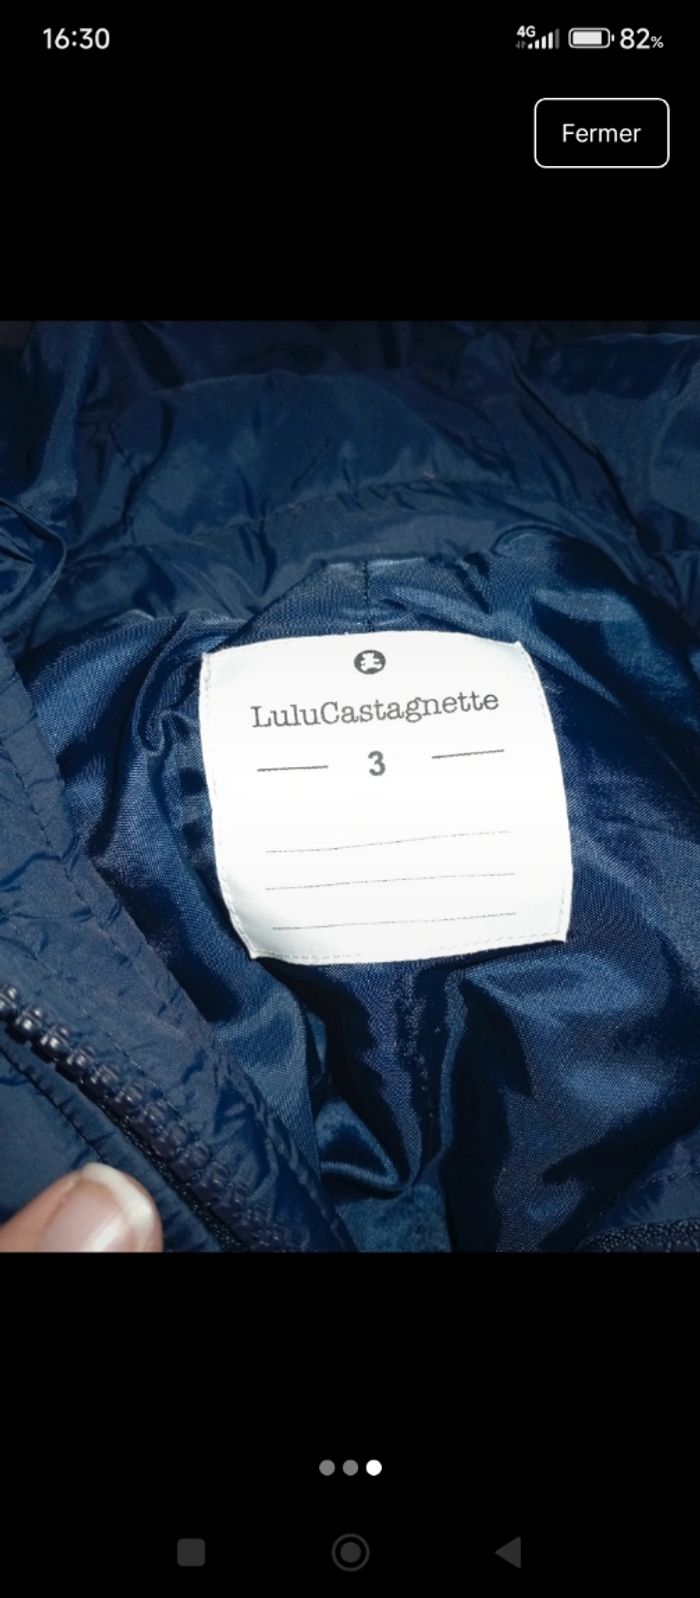 16:30
4G
82%
Fermer
LuluCastagnette
3